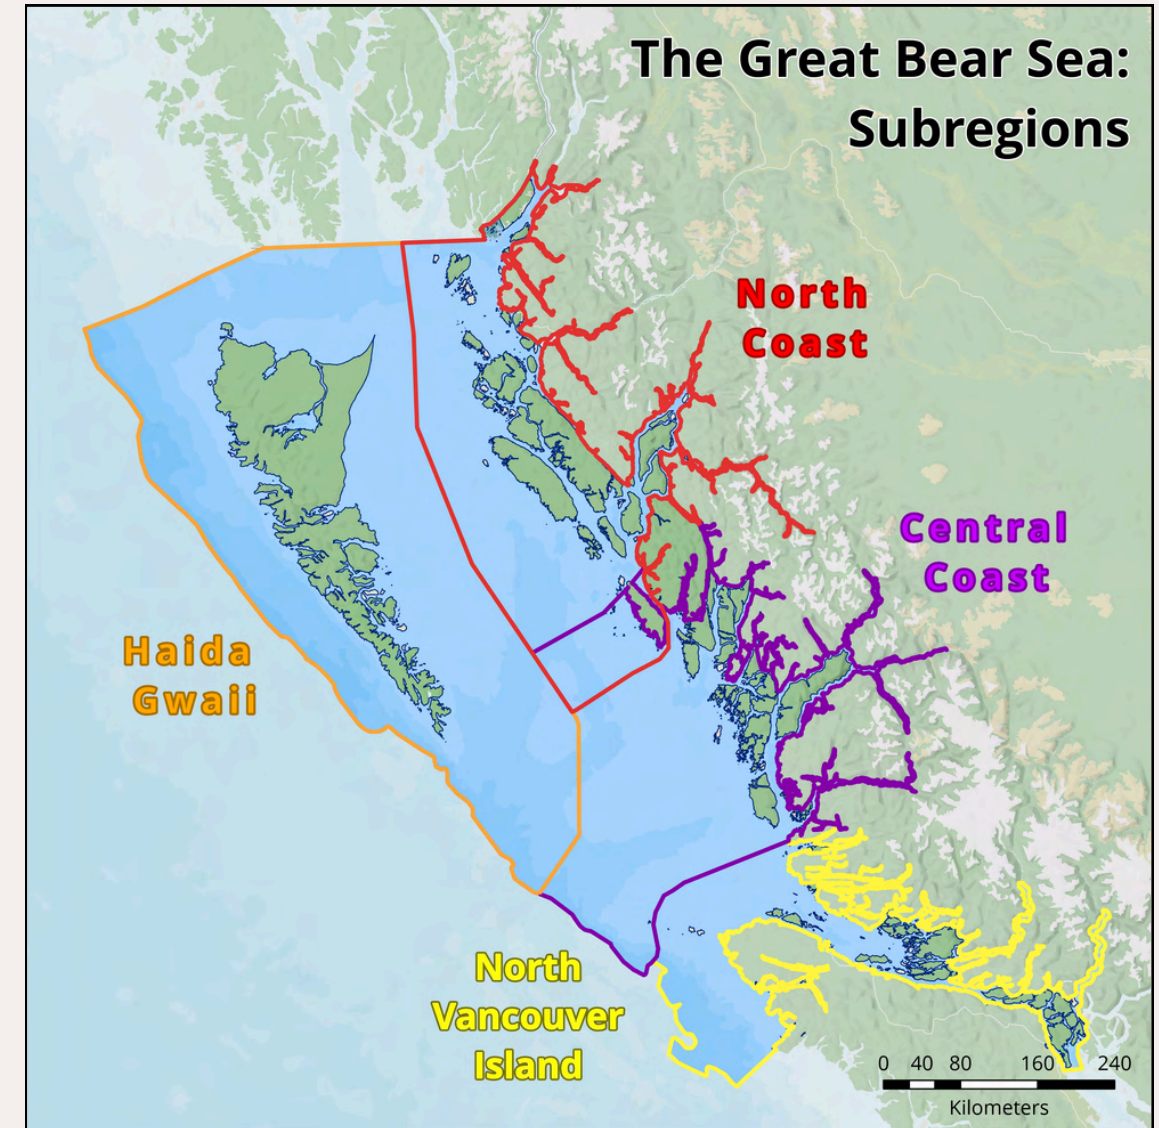 The Great Bear Sea:
Subregions
North
Coast
Central
Coast
Haida
Gwaii
North
Vancouver
Island
0 40 80 160 240
Kilometers